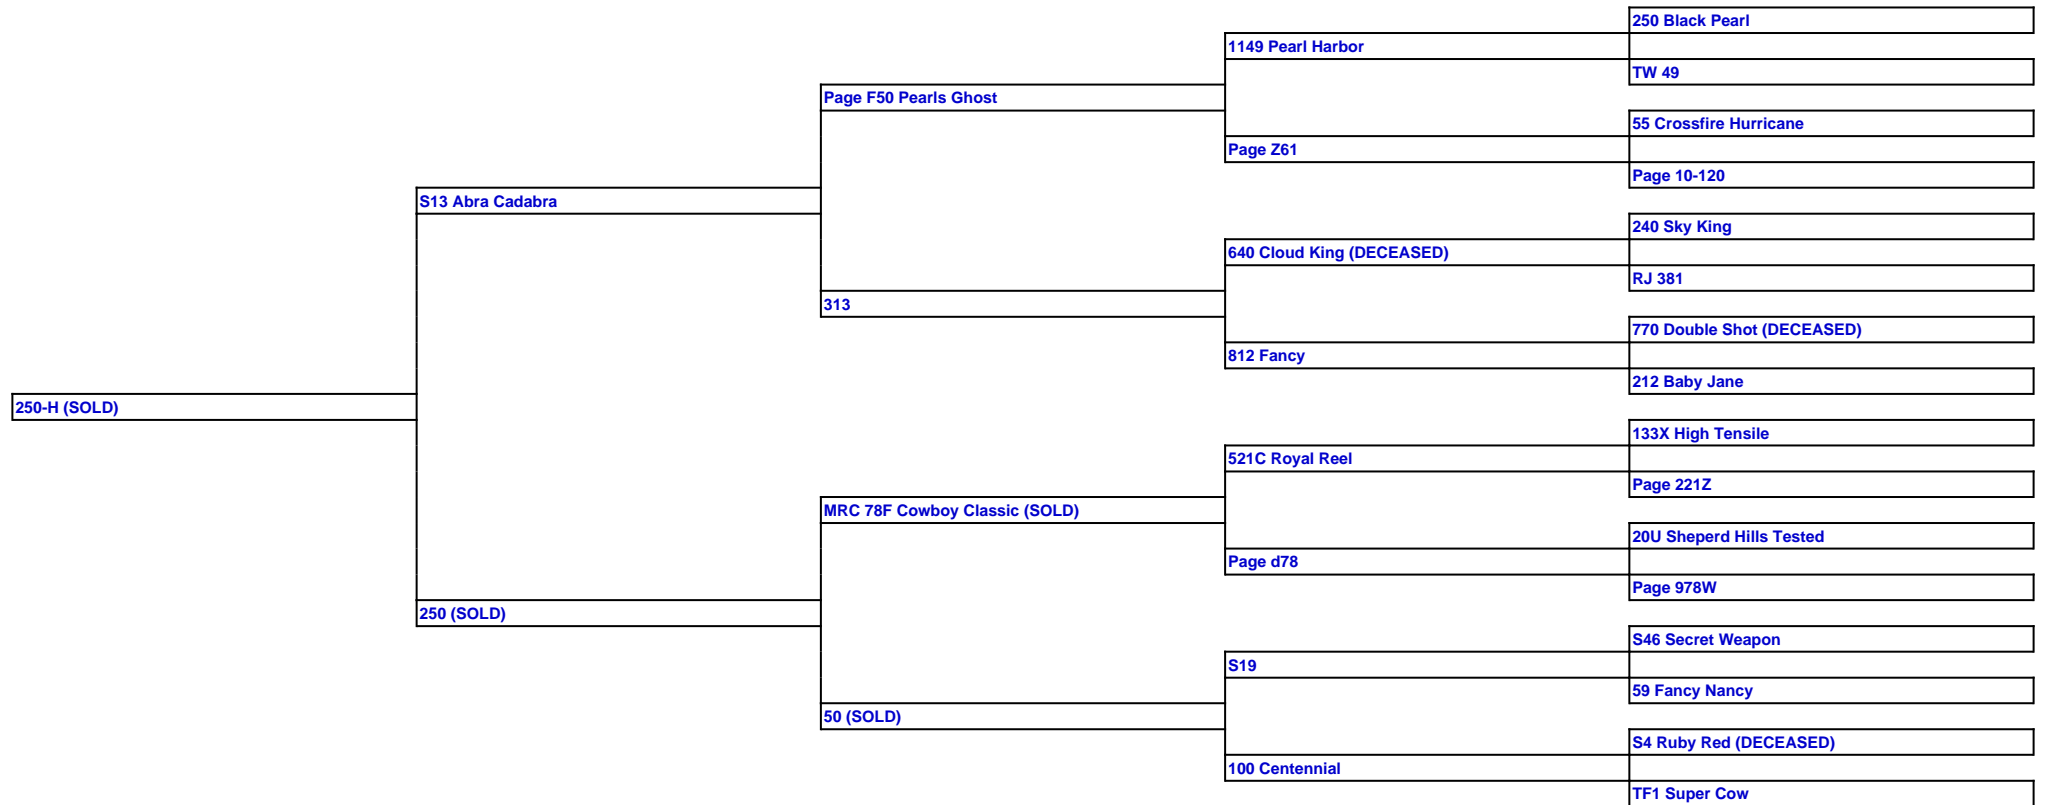 250 Black Pearl
1149 Pearl Harbor
TW 49
Page F50 Pearls Ghost
55 Crossfire Hurricane
Page Z61
Page 10-120
S13 Abra Cadabra
240 Sky King
640 Cloud King (DECEASED)
RJ 381
313
770 Double Shot (DECEASED)
812 Fancy
212 Baby Jane
250-H (SOLD)
133X High Tensile
521C Royal Reel
Page 221Z
MRC 78F Cowboy Classic (SOLD)
20U Sheperd Hills Tested
Page d78
Page 978W
250 (SOLD)
S46 Secret Weapon
S19
59 Fancy Nancy
50 (SOLD)
S4 Ruby Red (DECEASED)
100 Centennial
TF1 Super Cow